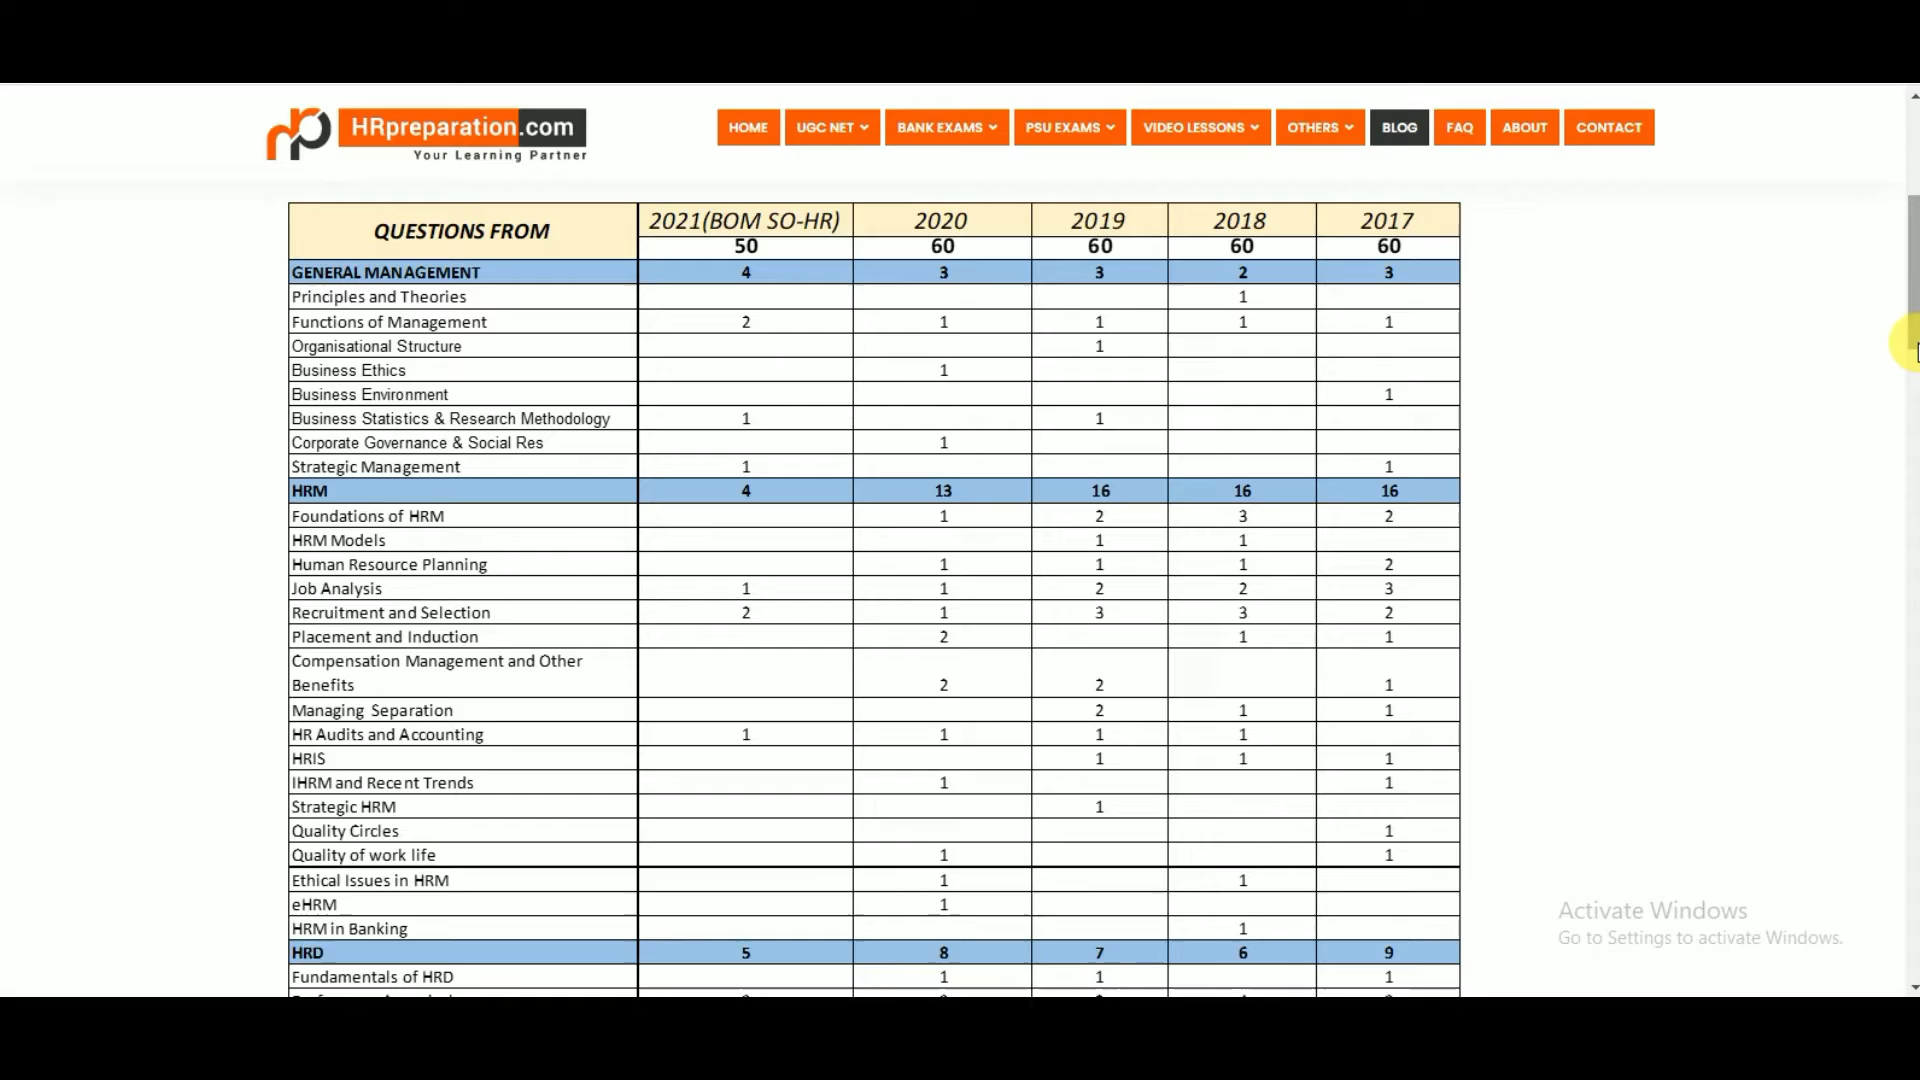 HRpreparation.com
Your Learning Partner
HOME UGC NET BANK EXAMS PSU EXAMS VIDEO LESSONS OTHERS BLOG FAQ ABOUT CONTACT
QUESTIONS FROM 2021(BOM SO-HR) 2020 2019 2018 2017
50 60 60 60 60
GENERAL MANAGEMENT 4 3 3 2 3
Principles and Theories 1
Functions of Management 2 1 1 1 1
Organisational Structure 1
Business Ethics 1
Business Environment 1
Business Statistics & Research Methodology 1 1
Corporate Governance & Social Res 1
Strategic Management 1 1
HRM 4 13 16 16 16
Foundations of HRM 1 2 3 2
HRM Models 1 1
Human Resource Planning 1 1 1 2
Job Analysis 1 1 2 2 3
Recruitment and Selection 2 1 3 3 2
Placement and Induction 2 1 1
Compensation Management and Other
Benefits 2 2 1
Managing Separation 2 1 1
HR Audits and Accounting 1 1 1 1
HRIS 1 1 1
IHRM and Recent Trends 1 1
Strategic HRM 1
Quality Circles 1
Quality of work life 1 1
Ethical Issues in HRM 1 1
eHRM 1
HRM in Banking 1
HRD 5 8 7 6 9
Fundamentals of HRD 1 1 1
Activate Windows
Go to Settings to activate Windows.